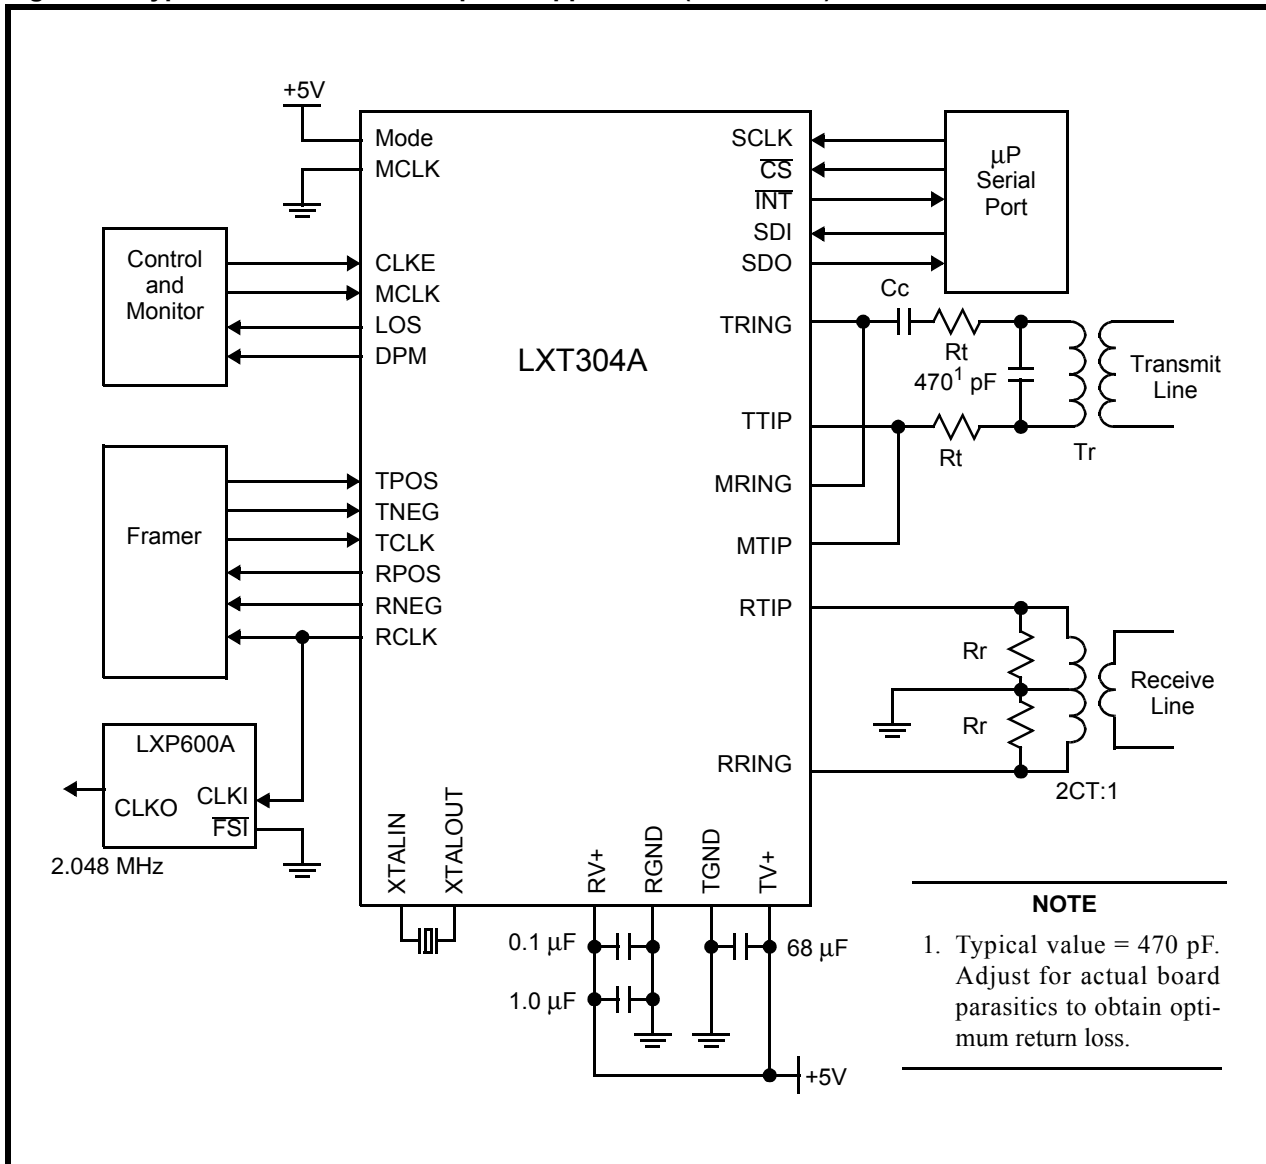 +5V
Mode
MCLK
SCLK
CS
INT
SDI
SDO
μP
Serial
Port
Control
and
Monitor
CLKE
MCLK
LOS
DPM
LXT304A
TRING
Cc
Rt
470¹ pF
TTIP
Rt
Tr
Transmit
Line
MRING
MTIP
Framer
TPOS
TNEG
TCLK
RPOS
RNEG
RCLK
RTIP
Rr
Rr
RRING
Receive
Line
2CT:1
LXP600A
CLKI
CLKO
FSI
2.048 MHz
XTALIN
XTALOUT
RV+
RGND
TGND
TV+
0.1 μF
1.0 μF
68 μF
+5V
NOTE
1. Typical value = 470 pF.
Adjust for actual board
parasitics to obtain opti-
mum return loss.